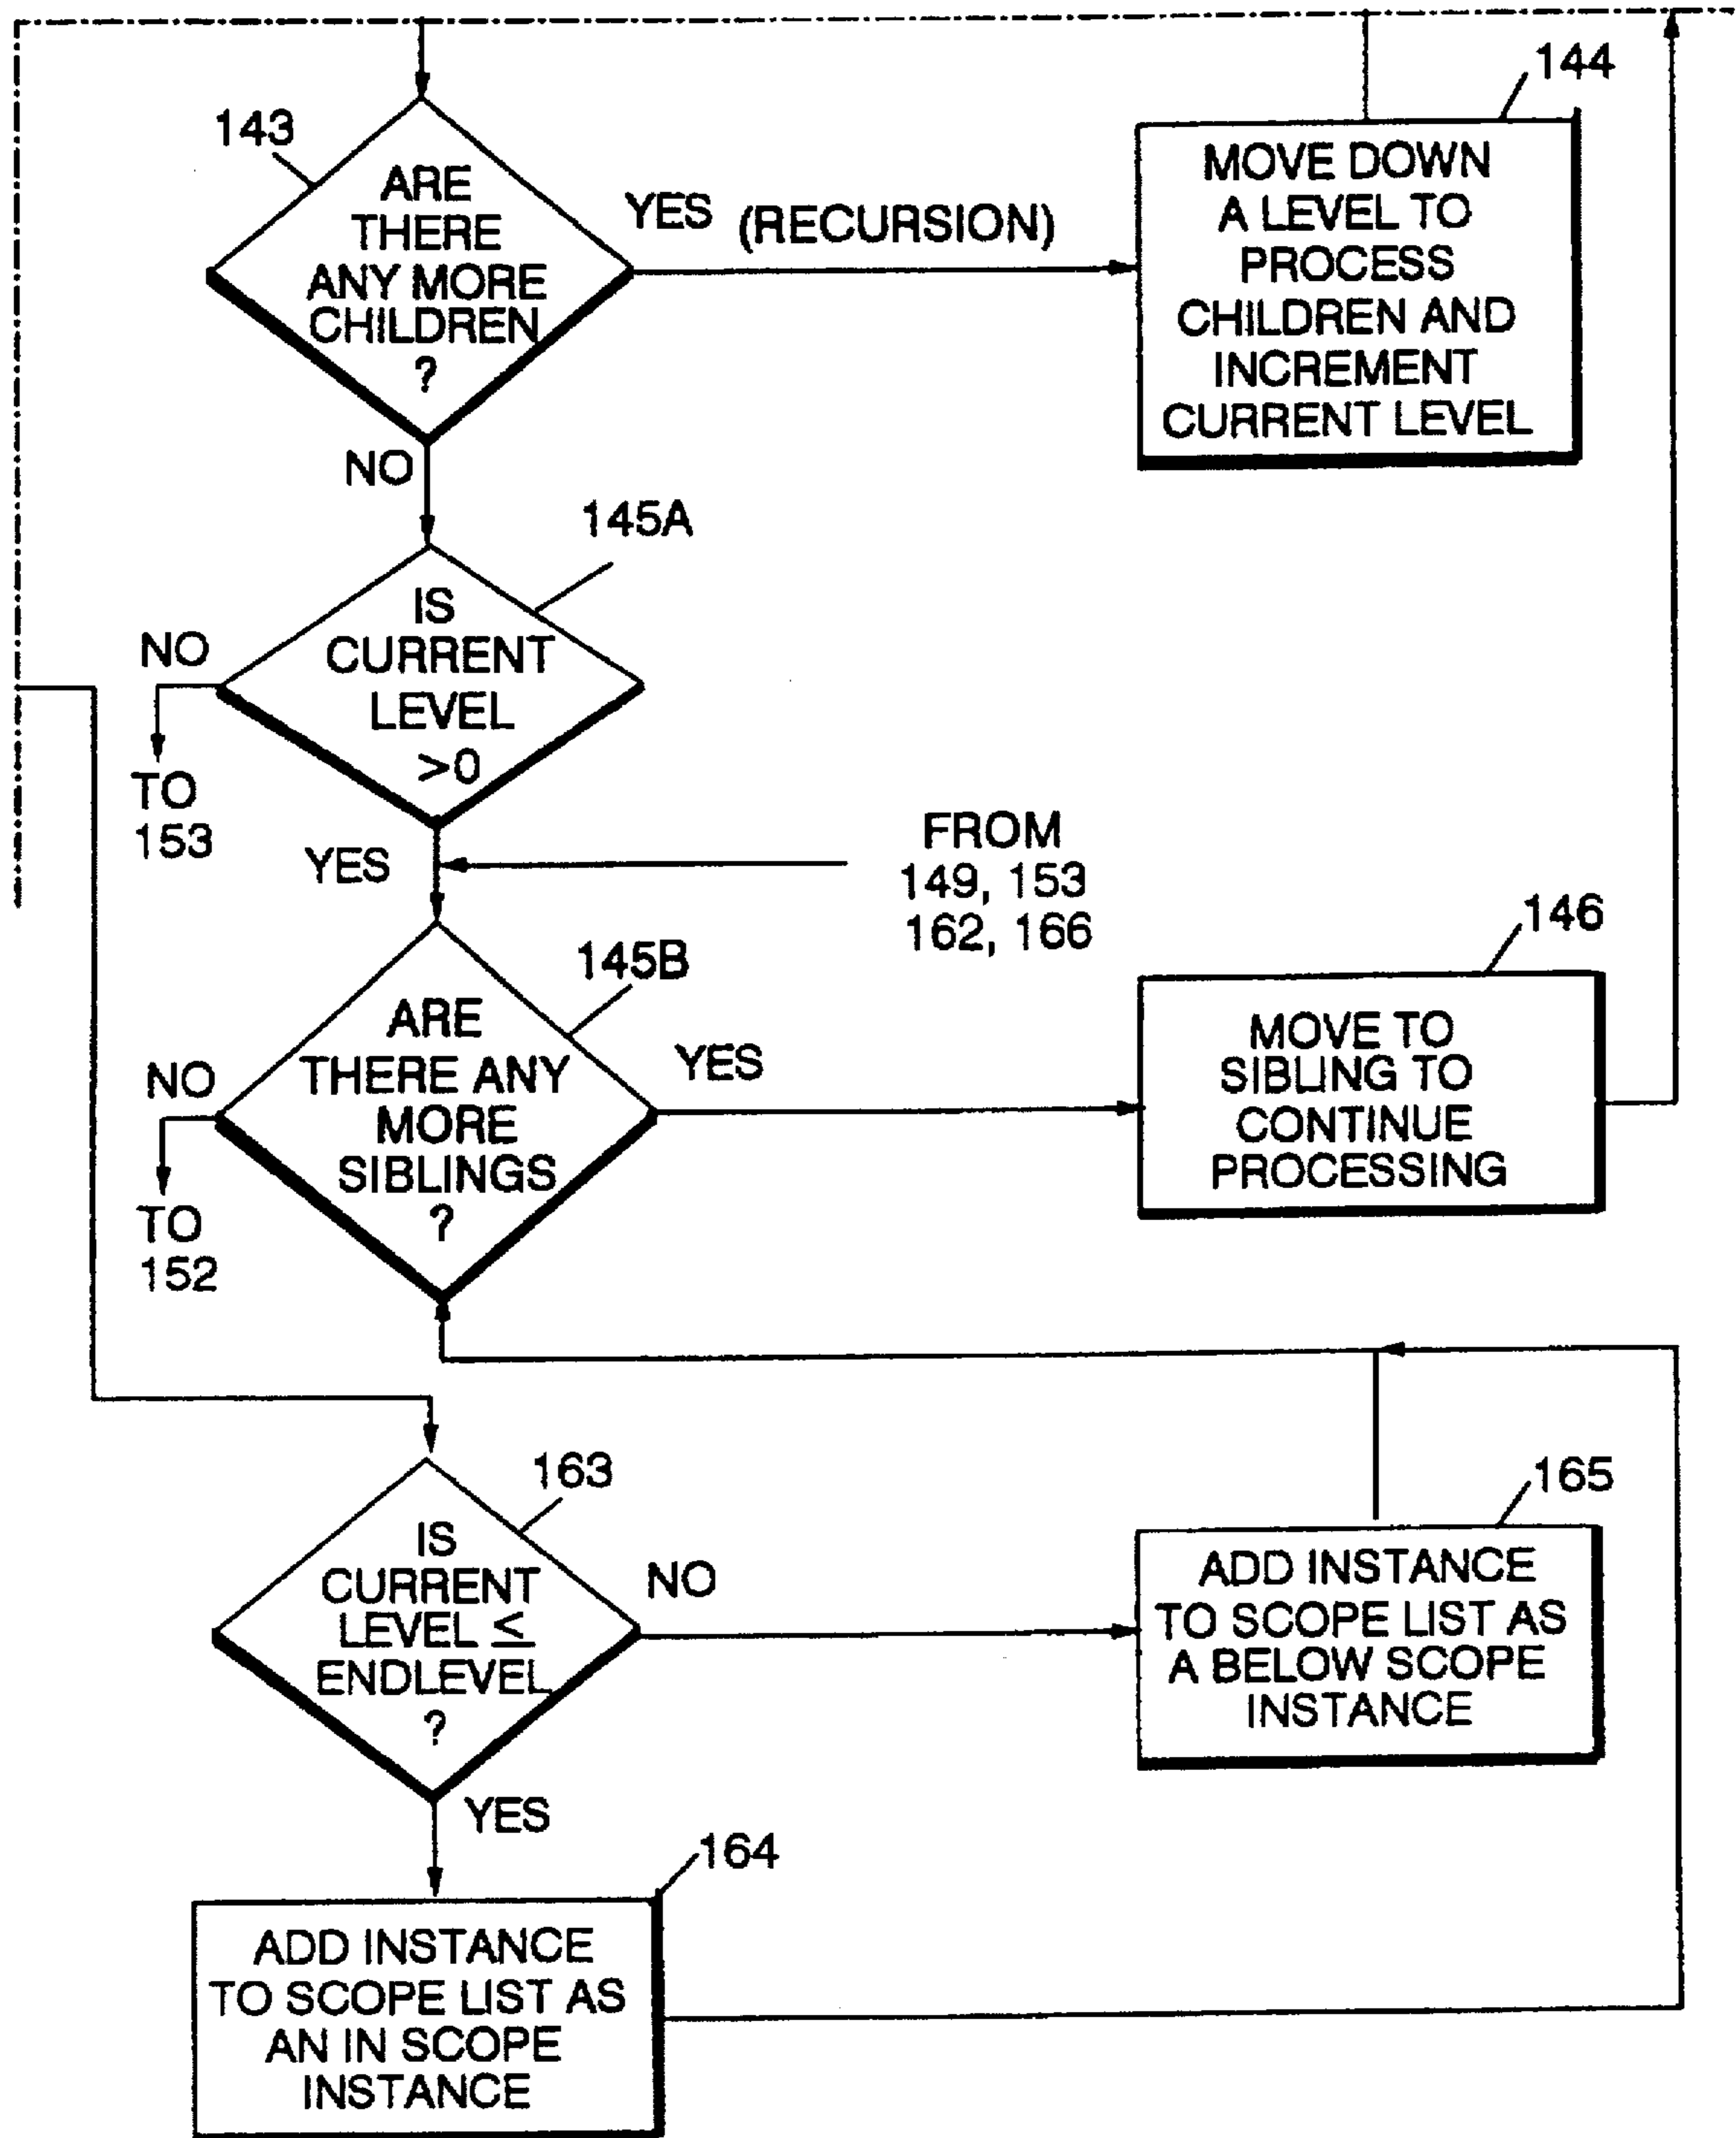 144
143
ARE
THERE
ANY MORE
CHILDREN
?
YES (RECURSION)
MOVE DOWN
A LEVEL TO
PROCESS
CHILDREN AND
INCREMENT
CURRENT LEVEL
NO
145A
IS
CURRENT
LEVEL
>0
NO
TO
153
YES
FROM
149, 153
162, 166
145B
146
ARE
THERE ANY
MORE
SIBLINGS
?
NO
TO
152
YES
MOVE TO
SIBLING TO
CONTINUE
PROCESSING
163
IS
CURRENT
LEVEL ≤
ENDLEVEL
?
NO
165
ADD INSTANCE
TO SCOPE LIST AS
A BELOW SCOPE
INSTANCE
YES
164
ADD INSTANCE
TO SCOPE LIST AS
AN IN SCOPE
INSTANCE